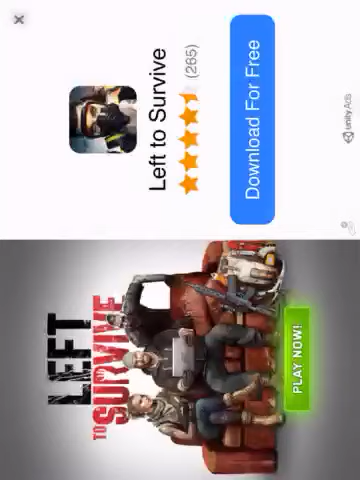 Left to Survive
(265)
Download For Free
unity Ads
LEFT
TO SURVIVE
PLAY NOW!